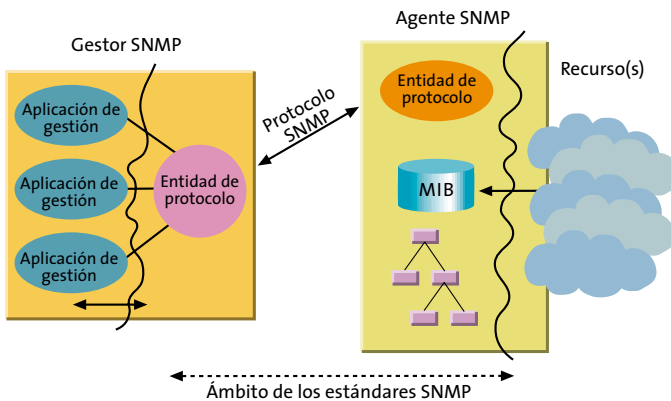 Gestor SNMP
Aplicación de
gestión
Aplicación de
gestión
Aplicación de
gestión
Entidad de
protocolo
Protocolo
SNMP
Agente SNMP
Entidad de
protocolo
MIB
Recurso(s)
Ámbito de los estándares SNMP